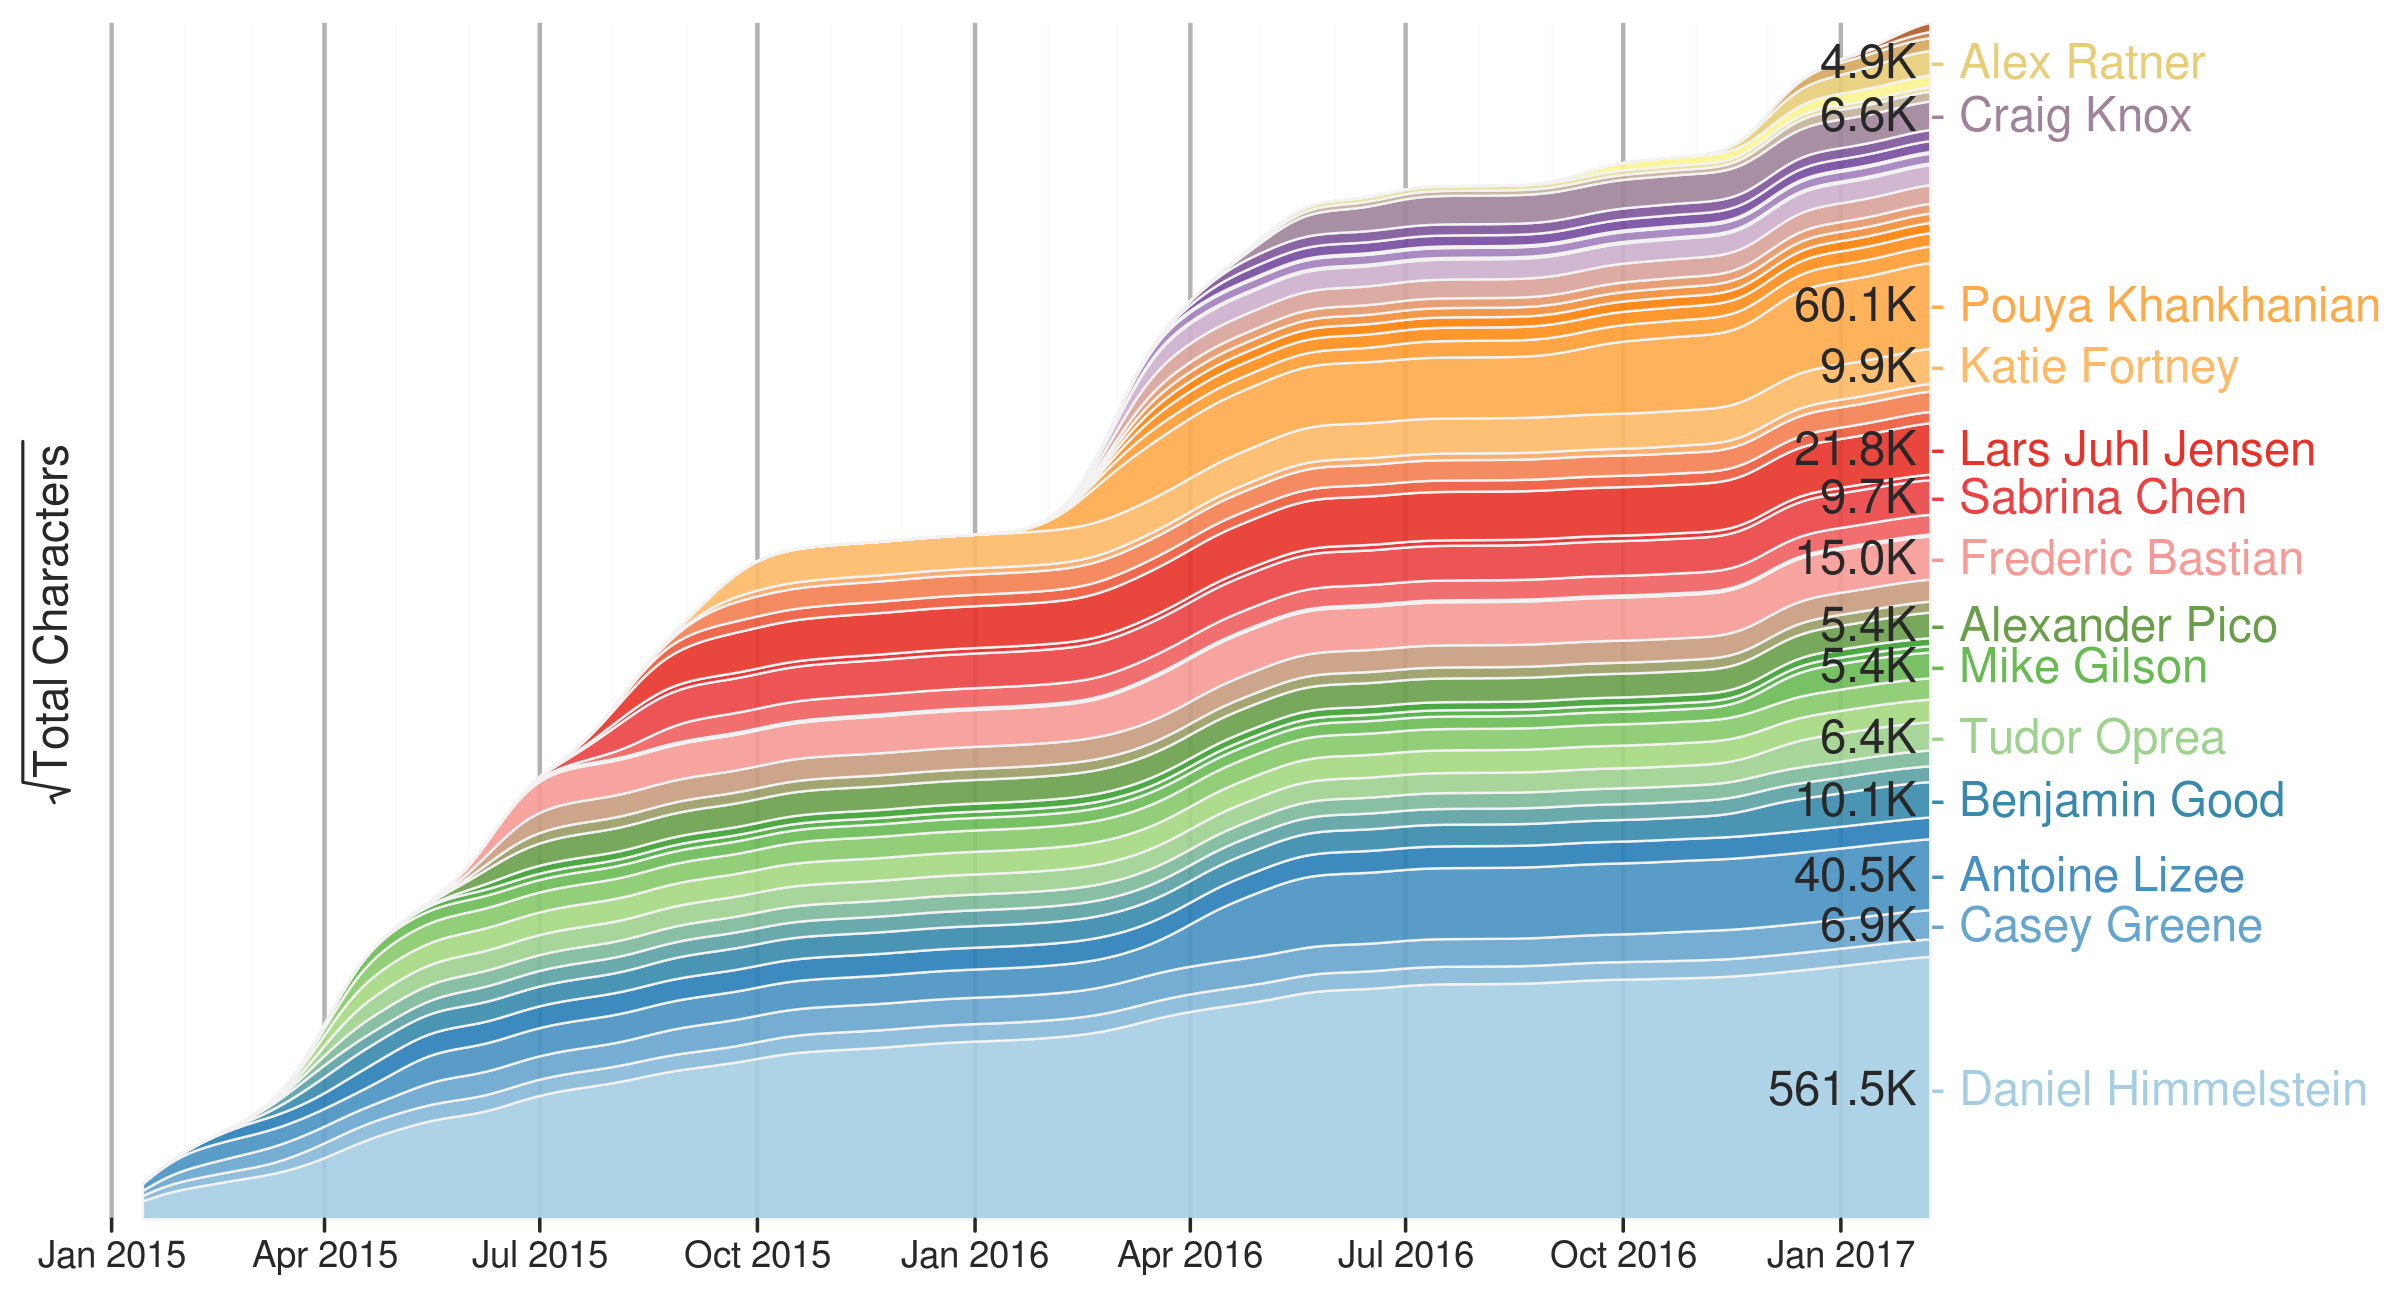 √Total Characters
4.9K - Alex Ratner
6.6K - Craig Knox
60.1K - Pouya Khankhanian
9.9K - Katie Fortney
21.8K - Lars Juhl Jensen
9.7K - Sabrina Chen
15.0K - Frederic Bastian
5.4K - Alexander Pico
5.4K - Mike Gilson
6.4K - Tudor Oprea
10.1K - Benjamin Good
40.5K - Antoine Lizee
6.9K - Casey Greene
561.5K - Daniel Himmelstein
Jan 2015 Apr 2015 Jul 2015 Oct 2015 Jan 2016 Apr 2016 Jul 2016 Oct 2016 Jan 2017